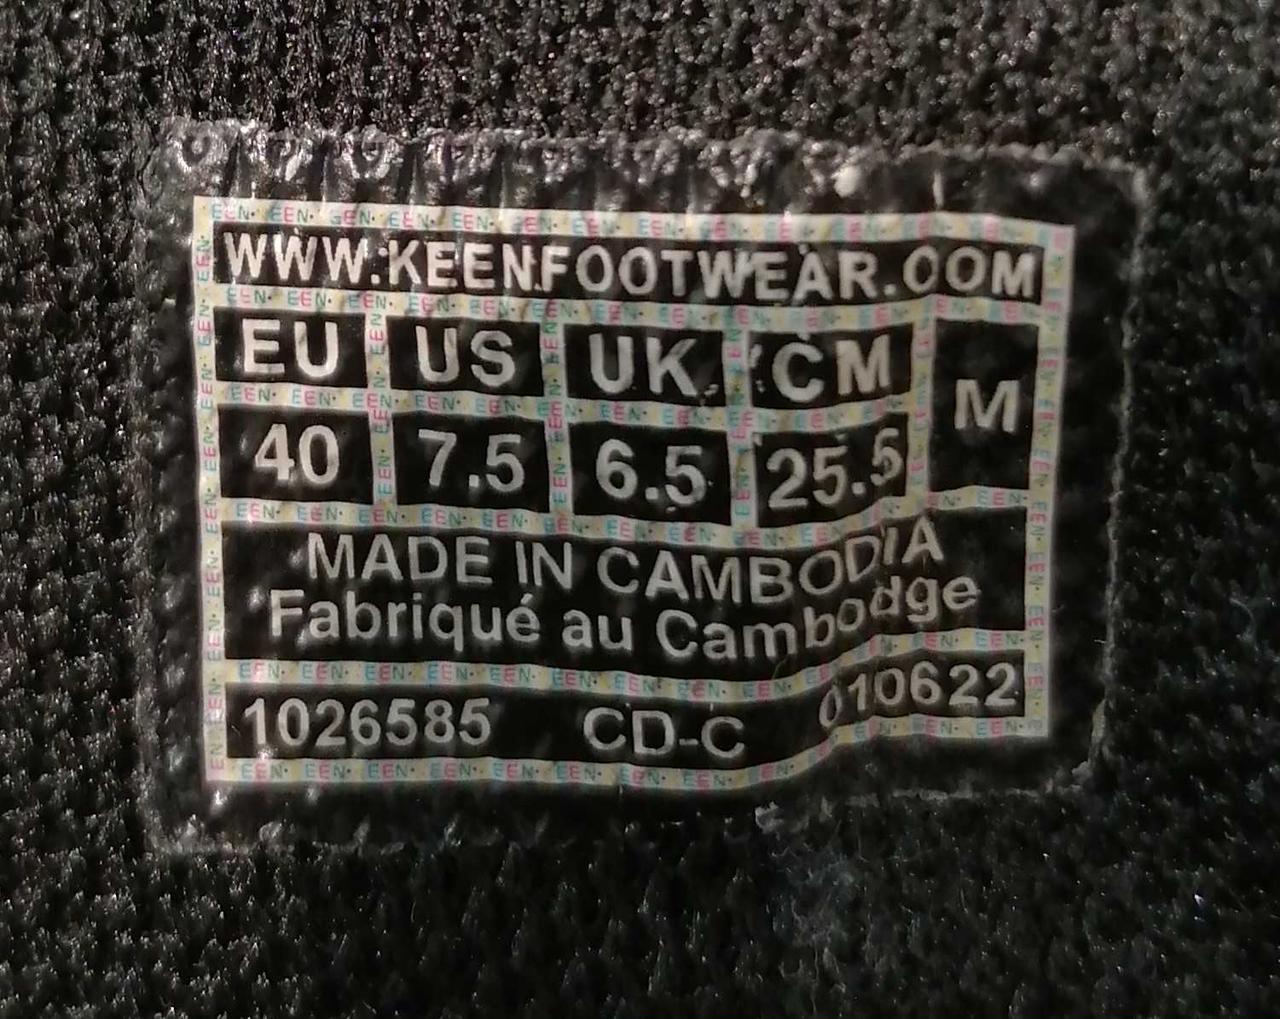 WWW.KEENFOOTWEAR.COM
EU US UK CM M
40 7.5 6.5 25.5
MADE IN CAMBODIA
Fabriqué au Cambodge
1026585 CD-C 010622